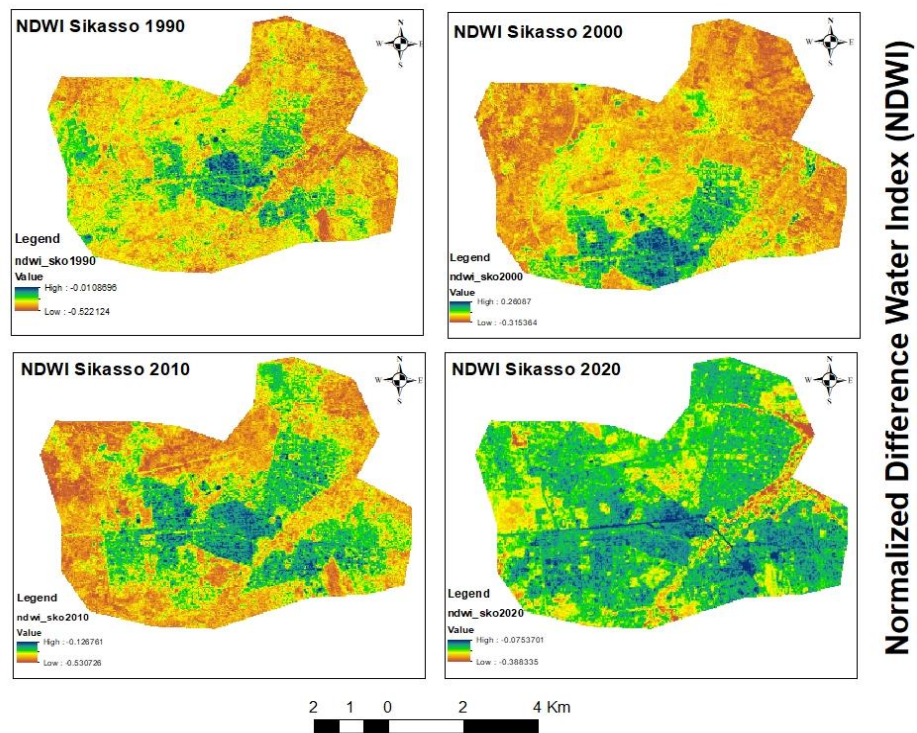 NDWI Sikasso 1990
N
W E
S
Legend
ndwi_sko1990
Value
High : -0.0108696
Low : -0.522124
NDWI Sikasso 2000
N
W E
S
Legend
ndwi_sko2000
Value
High : 0.26087
Low : -0.315364
NDWI Sikasso 2010
N
W E
S
Legend
ndwi_sko2010
Value
High : -0.126761
Low : -0.530726
NDWI Sikasso 2020
N
W E
S
Legend
ndwi_sko2020
Value
High : -0.0753701
Low : -0.388335
Normalized Difference Water Index (NDWI)
2 1 0 2 4 Km